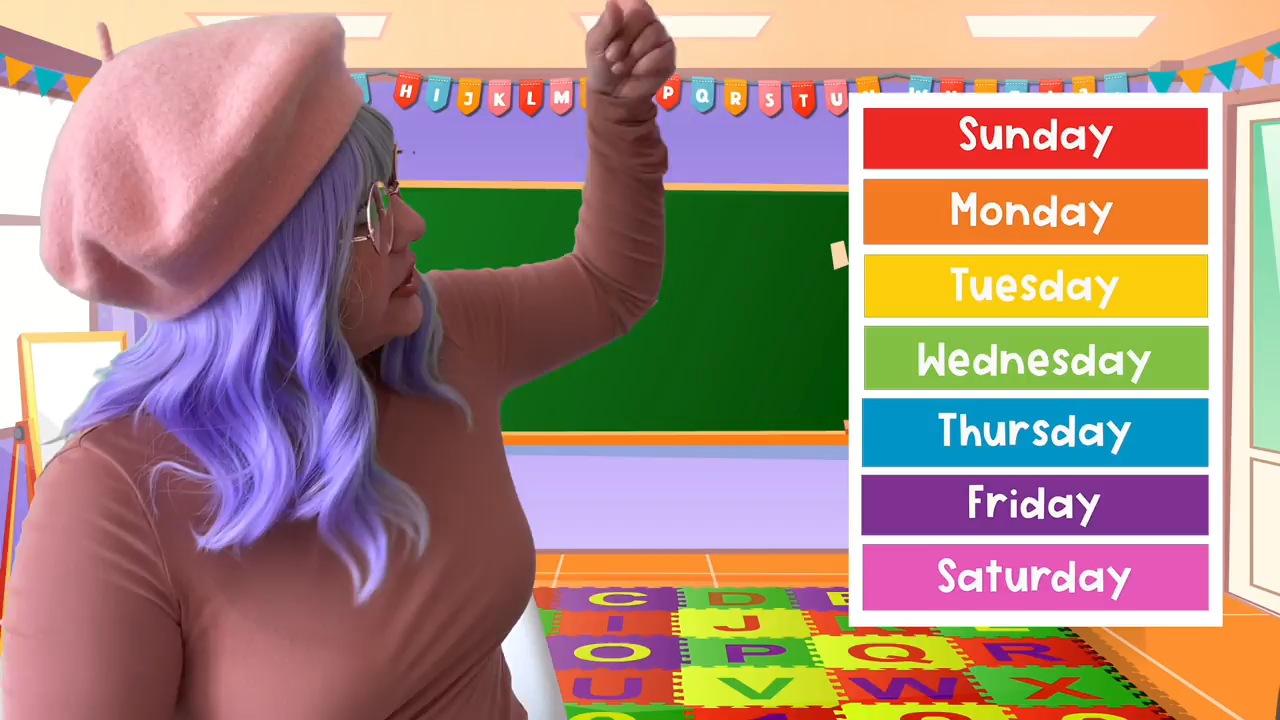 H I J K L M P Q R S T U
Sunday
Monday
Tuesday
Wednesday
Thursday
Friday
Saturday
C D
I J
O P Q R
U V W X